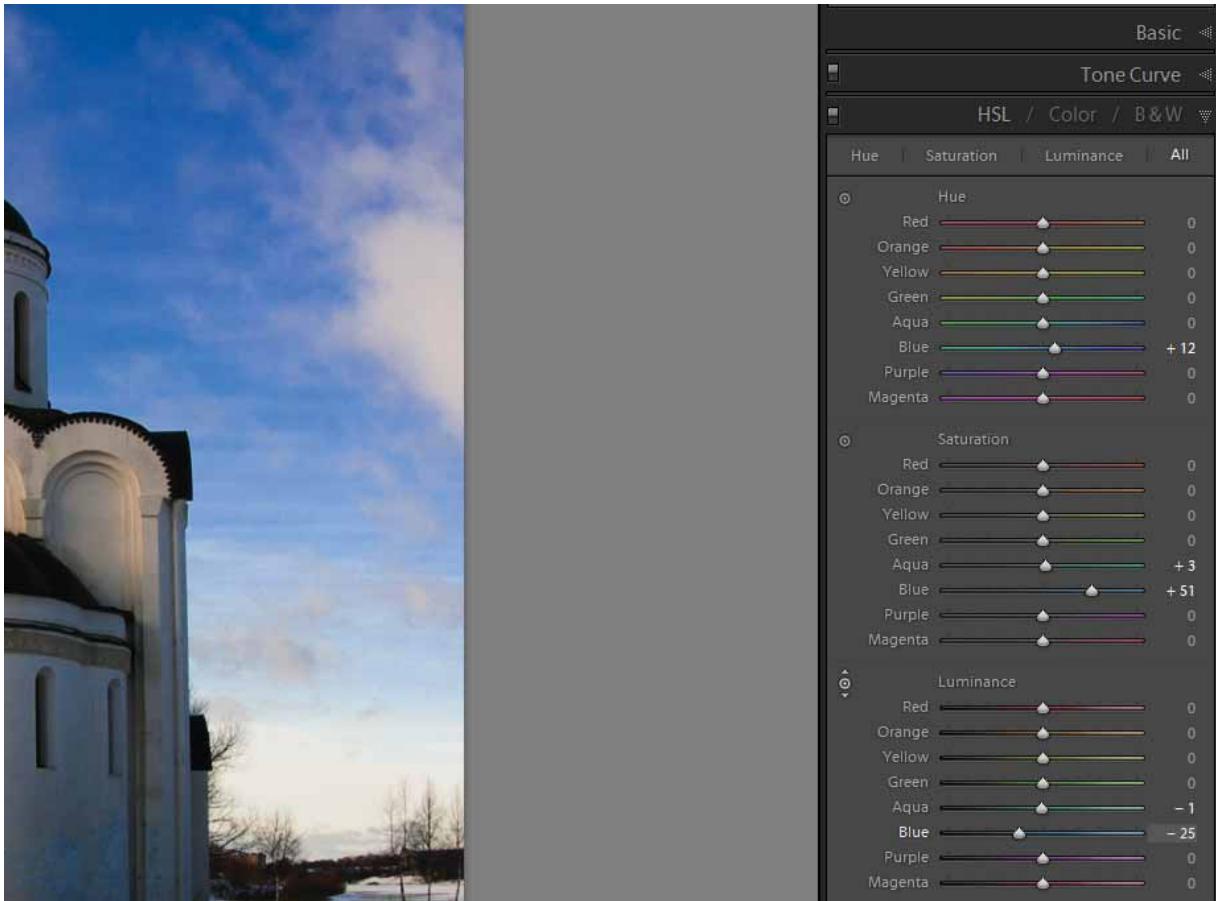 Basic
Tone Curve
HSL / Color / B & W
Hue Saturation Luminance All
Hue
Red 0
Orange 0
Yellow 0
Green 0
Aqua 0
Blue + 12
Purple 0
Magenta 0
Saturation
Red 0
Orange 0
Yellow 0
Green 0
Aqua + 3
Blue + 51
Purple 0
Magenta 0
Luminance
Red 0
Orange 0
Yellow 0
Green 0
Aqua – 1
Blue – 25
Purple 0
Magenta 0